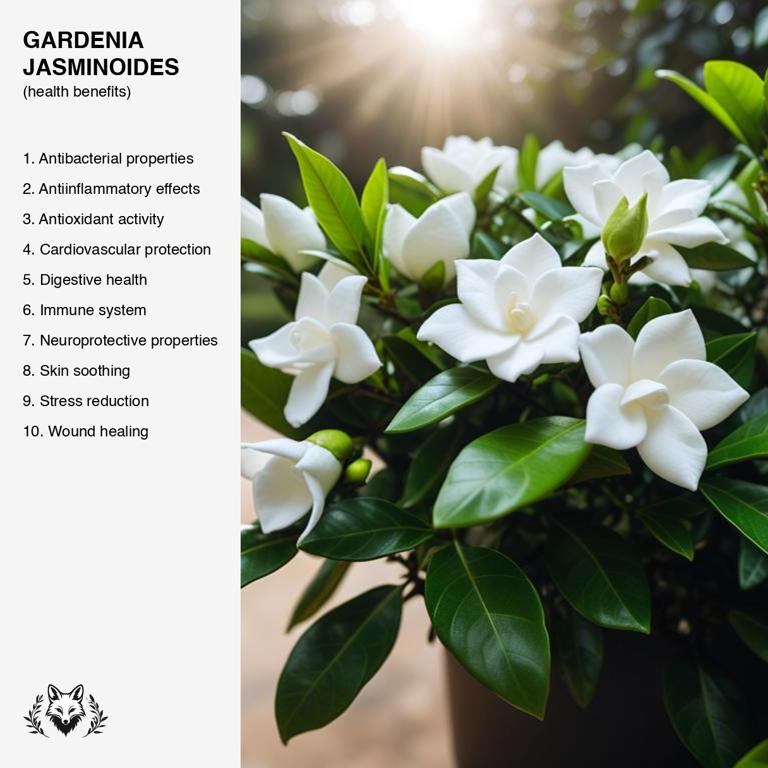 GARDENIA
JASMINOIDES
(health benefits)
1. Antibacterial properties
2. Antiinflammatory effects
3. Antioxidant activity
4. Cardiovascular protection
5. Digestive health
6. Immune system
7. Neuroprotective properties
8. Skin soothing
9. Stress reduction
10. Wound healing